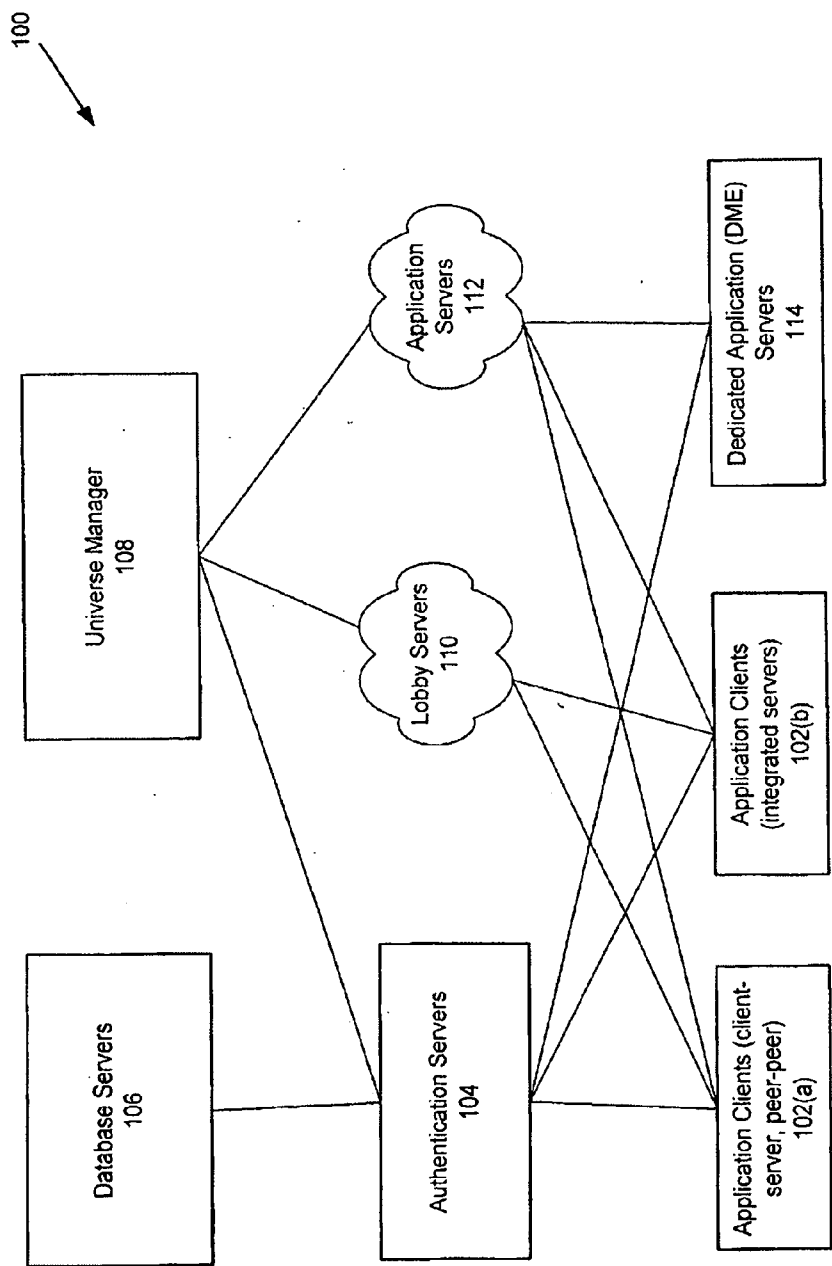 100
Database Servers
106
Universe Manager
108
Authentication Servers
104
Lobby Servers
110
Application
Servers
112
Application Clients (client-
server, peer-peer)
102(a)
Application Clients
(integrated servers)
102(b)
Dedicated Application (DME)
Servers
114